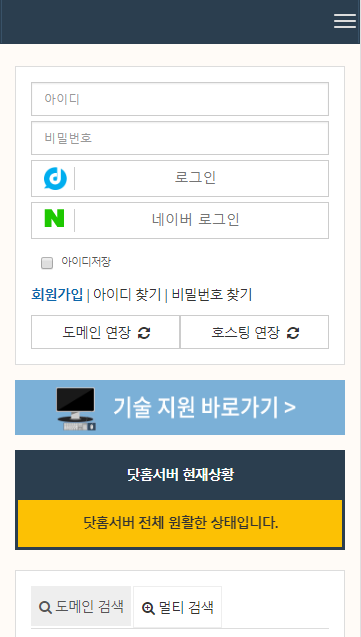 아이디
비밀번호
로그인
N 네이버 로그인
아이디저장
회원가입 | 아이디 찾기 | 비밀번호 찾기
도메인 연장 호스팅 연장
기술 지원 바로가기 >
닷홈서버 현재상황
닷홈서버 전체 원활한 상태입니다.
도메인 검색 멀티 검색